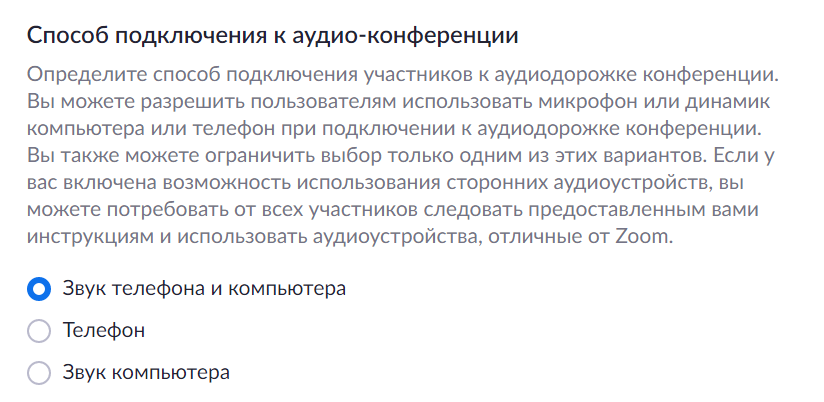 Способ подключения к аудио-конференции
Определите способ подключения участников к аудиодорожке конференции.
Вы можете разрешить пользователям использовать микрофон или динамик
компьютера или телефон при подключении к аудиодорожке конференции.
Вы также можете ограничить выбор только одним из этих вариантов. Если у
вас включена возможность использования сторонних аудиоустройств, вы
можете потребовать от всех участников следовать предоставленным вами
инструкциям и использовать аудиоустройства, отличные от Zoom.
Звук телефона и компьютера
Телефон
Звук компьютера